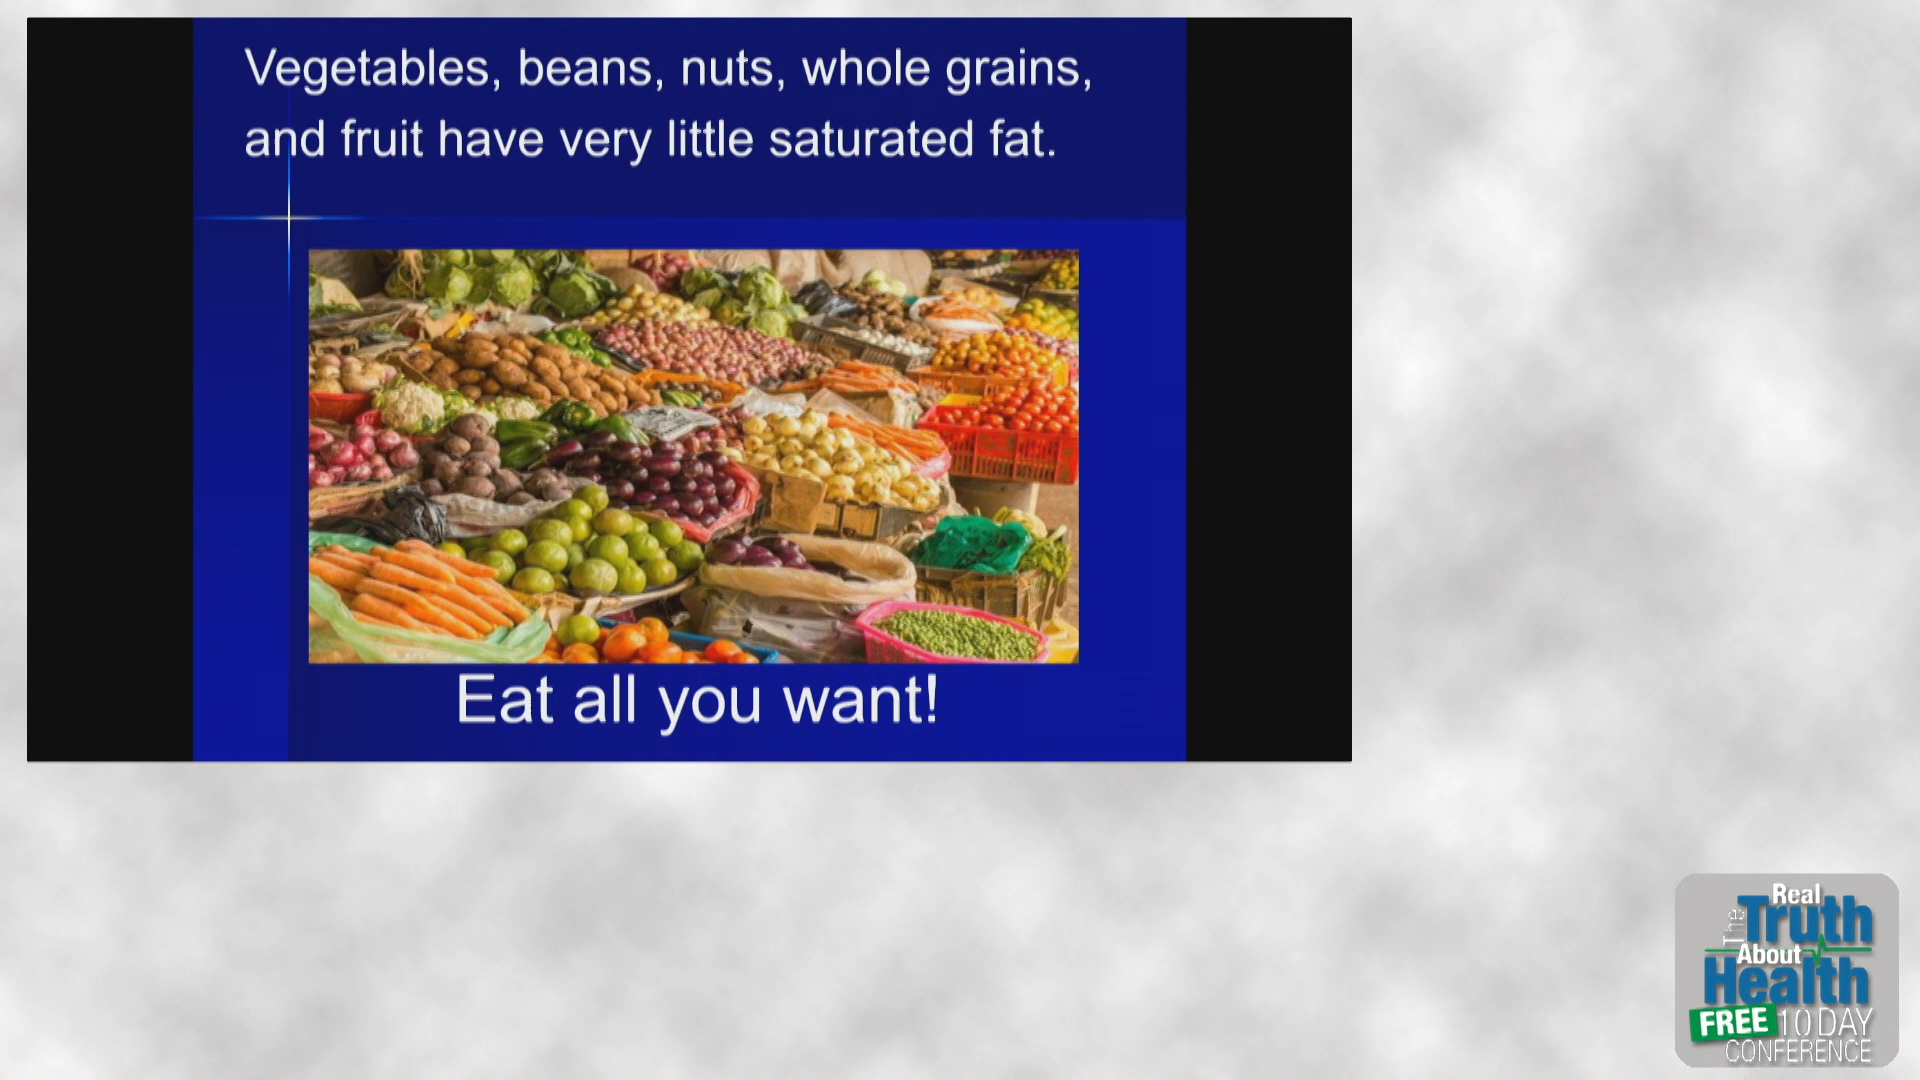 Vegetables, beans, nuts, whole grains,
and fruit have very little saturated fat.
Eat all you want!
The Real
Truth
About
Health
FREE 10 DAY
CONFERENCE